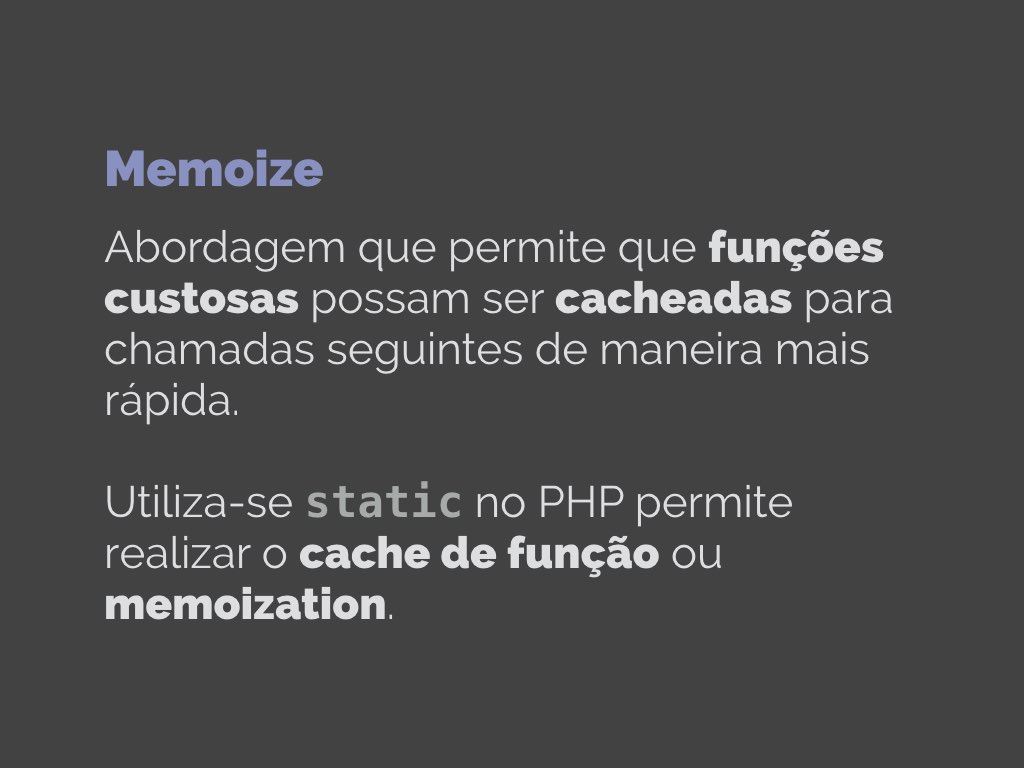 Memoize
Abordagem que permite que funções
custosas possam ser cacheadas para
chamadas seguintes de maneira mais
rápida.
Utiliza-se static no PHP permite
realizar o cache de função ou
memoization.